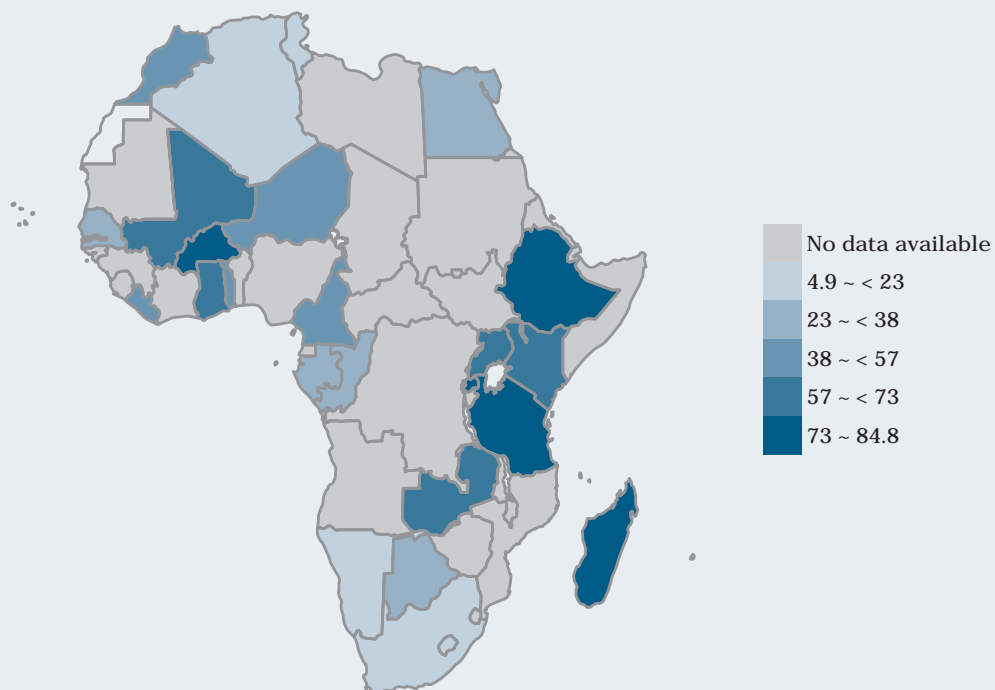 No data available
4.9 ~ < 23
23 ~ < 38
38 ~ < 57
57 ~ < 73
73 ~ 84.8